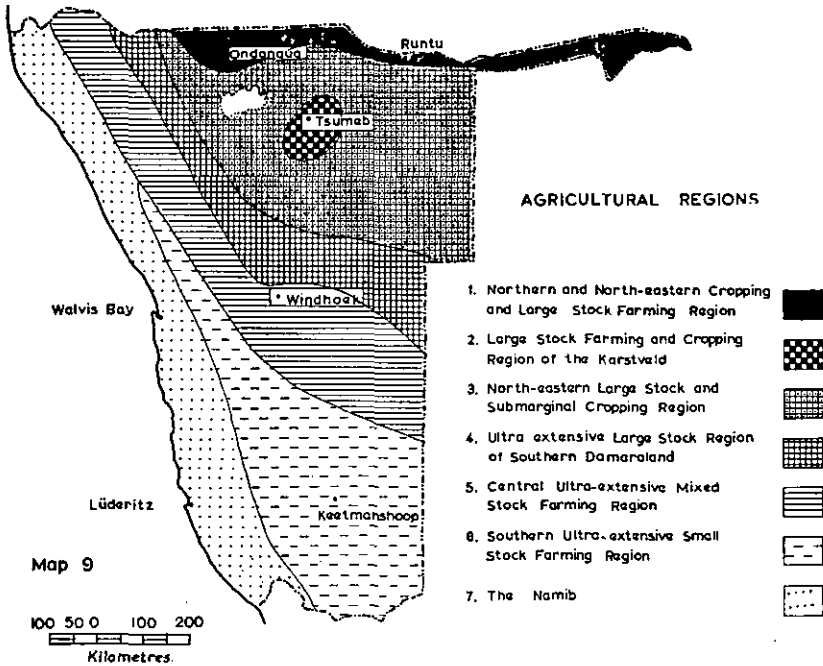 Ondangua
Runtu
Tsumeb
Windhoek
Walvis Bay
Lüderitz
Keetmanshoop
Map 9
100 50 0 100 200
Kilometres.
AGRICULTURAL REGIONS
1. Northern and North-eastern Cropping
and Large Stock Farming Region
2. Large Stock Farming and Cropping
Region of the Karstveld
3. North-eastern Large Stock and
Submarginal Cropping Region
4. Ultra extensive Large Stock Region
of Southern Damaraland
5. Central Ultra-extensive Mixed
Stock Farming Region
6. Southern Ultra-extensive Small
Stock Farming Region
7. The Namib